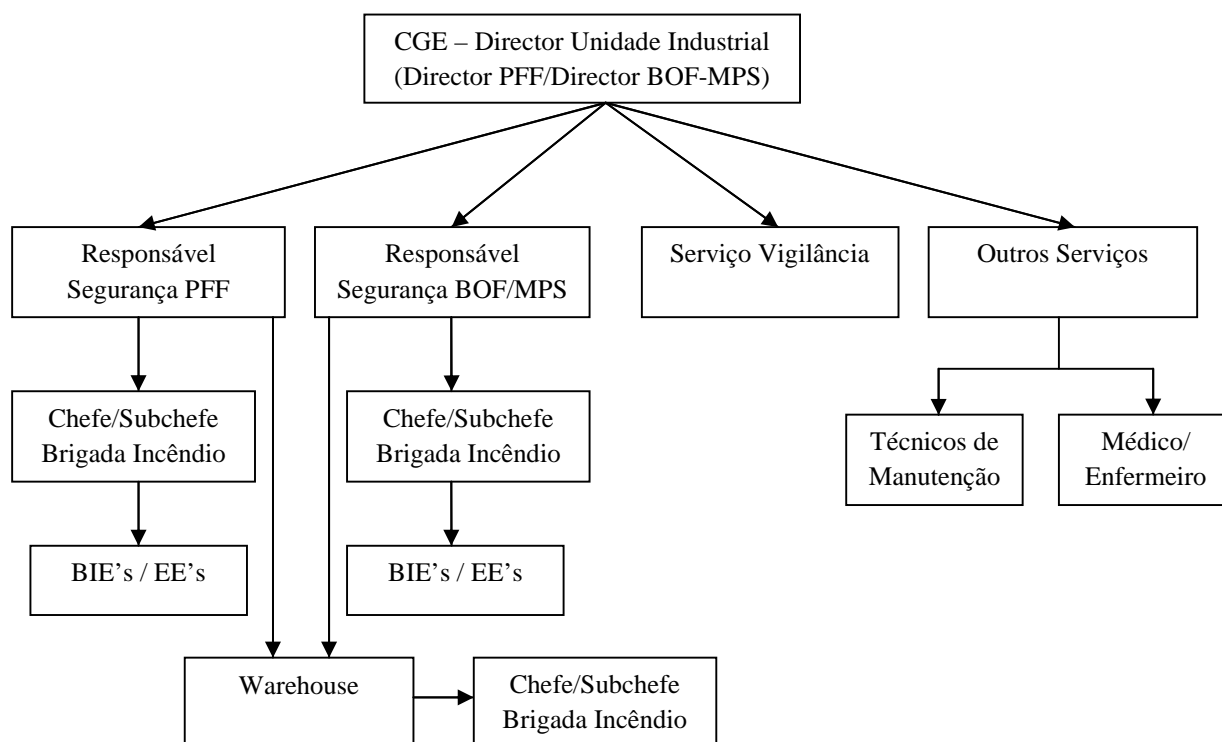 CGE – Director Unidade Industrial
(Director PFF/Director BOF-MPS)
Responsável
Segurança PFF
Responsável
Segurança BOF/MPS
Serviço Vigilância
Outros Serviços
Chefe/Subchefe
Brigada Incêndio
Chefe/Subchefe
Brigada Incêndio
Técnicos de
Manutenção
Médico/
Enfermeiro
BIE’s / EE’s
BIE’s / EE’s
Warehouse
Chefe/Subchefe
Brigada Incêndio